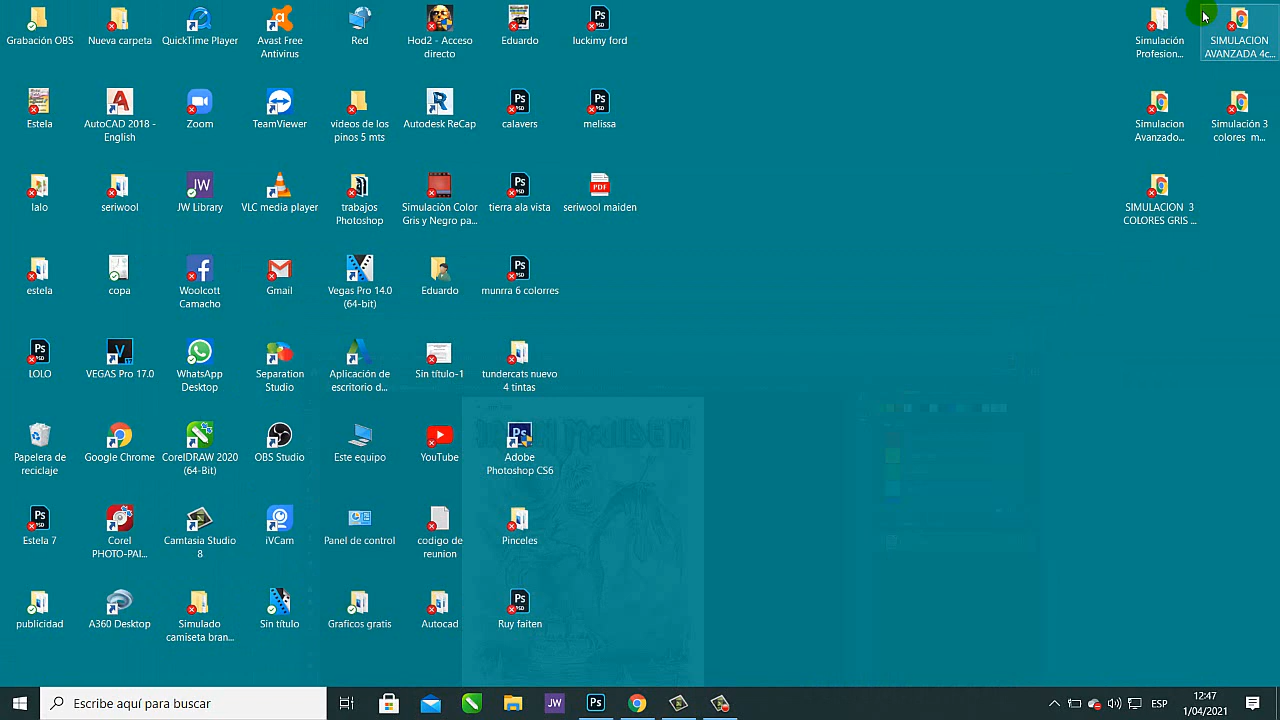 Grabación OBS
Nueva carpeta
QuickTime Player
Avast Free
Antivirus
Red
Hod2 - Acceso
directo
Eduardo
luckimy ford
Simulación
Profesion...
SIMULACION
AVANZADA 4c...
Estela
AutoCAD 2018 -
English
Zoom
TeamViewer
videos de los
pinos 5 mts
Autodesk ReCap
calavers
melissa
Simulacion
Avanzado...
Simulación 3
colores m...
lalo
seriwool
JW Library
VLC media player
trabajos
Photoshop
Simulaciòn Color
Gris y Negro pa...
tierra ala vista
seriwool maiden
SIMULACION 3
COLORES GRIS ...
estela
copa
Woolcott
Camacho
Gmail
Vegas Pro 14.0
(64-bit)
Eduardo
munrra 6 colorres
LOLO
VEGAS Pro 17.0
WhatsApp
Desktop
Separation
Studio
Aplicación de
escritorio d...
Sin título-1
tundercats nuevo
4 tintas
Papelera de
reciclaje
Google Chrome
CorelDRAW 2020
(64-Bit)
OBS Studio
Este equipo
YouTube
Adobe
Photoshop CS6
Estela 7
Corel
PHOTO-PAI...
Camtasia Studio
8
iVCam
Panel de control
codigo de
reunion
Pinceles
publicidad
A360 Desktop
Simulado
camiseta bran...
Sin título
Graficos gratis
Autocad
Ruy faiten
Escribe aquí para buscar
ESP
12:47
1/04/2021